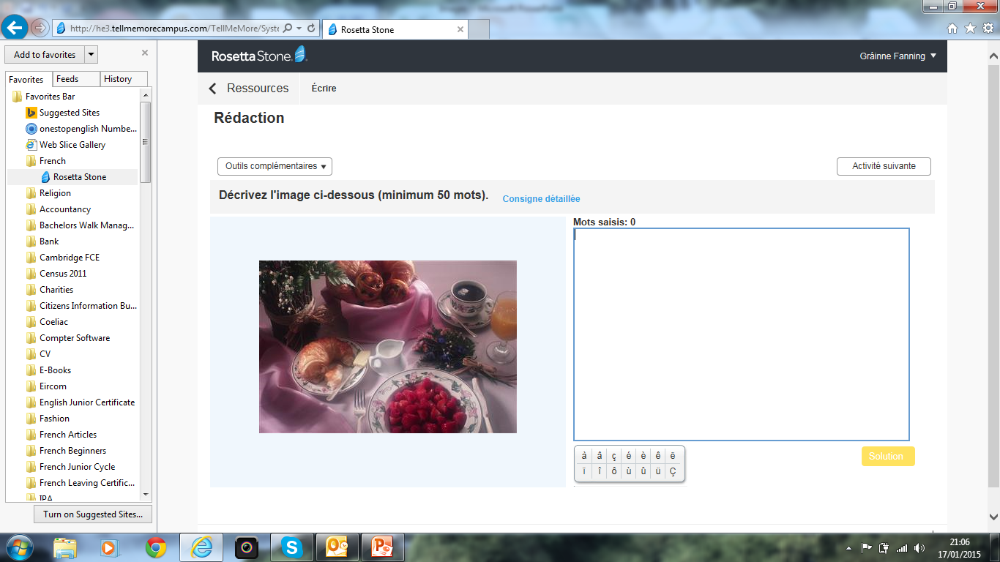 http://he3.tellmemorecampus.com/TellMeMore/Syste
Rosetta Stone
Add to favorites
Favorites
Feeds
History
Favorites Bar
Suggested Sites
onestopenglish Numbe...
Web Slice Gallery
French
Rosetta Stone
Religion
Accountancy
Bachelors Walk Manag...
Bank
Cambridge FCE
Census 2011
Charities
Citizens Information Bu...
Coeliac
Compter Software
CV
E-Books
Eircom
English Junior Certificate
Fashion
French Articles
French Beginners
French Junior Cycle
French Leaving Certific...
IPA
Turn on Suggested Sites...
RosettaStone.
Gráinne Fanning
Ressources
Écrire
Rédaction
Outils complémentaires
Activité suivante
Décrivez l'image ci-dessous (minimum 50 mots).
Consigne détaillée
Mots saisis: 0
à â ç é è ê ë
ï î ô ù û ü Ç
Solution
21:06
17/01/2015